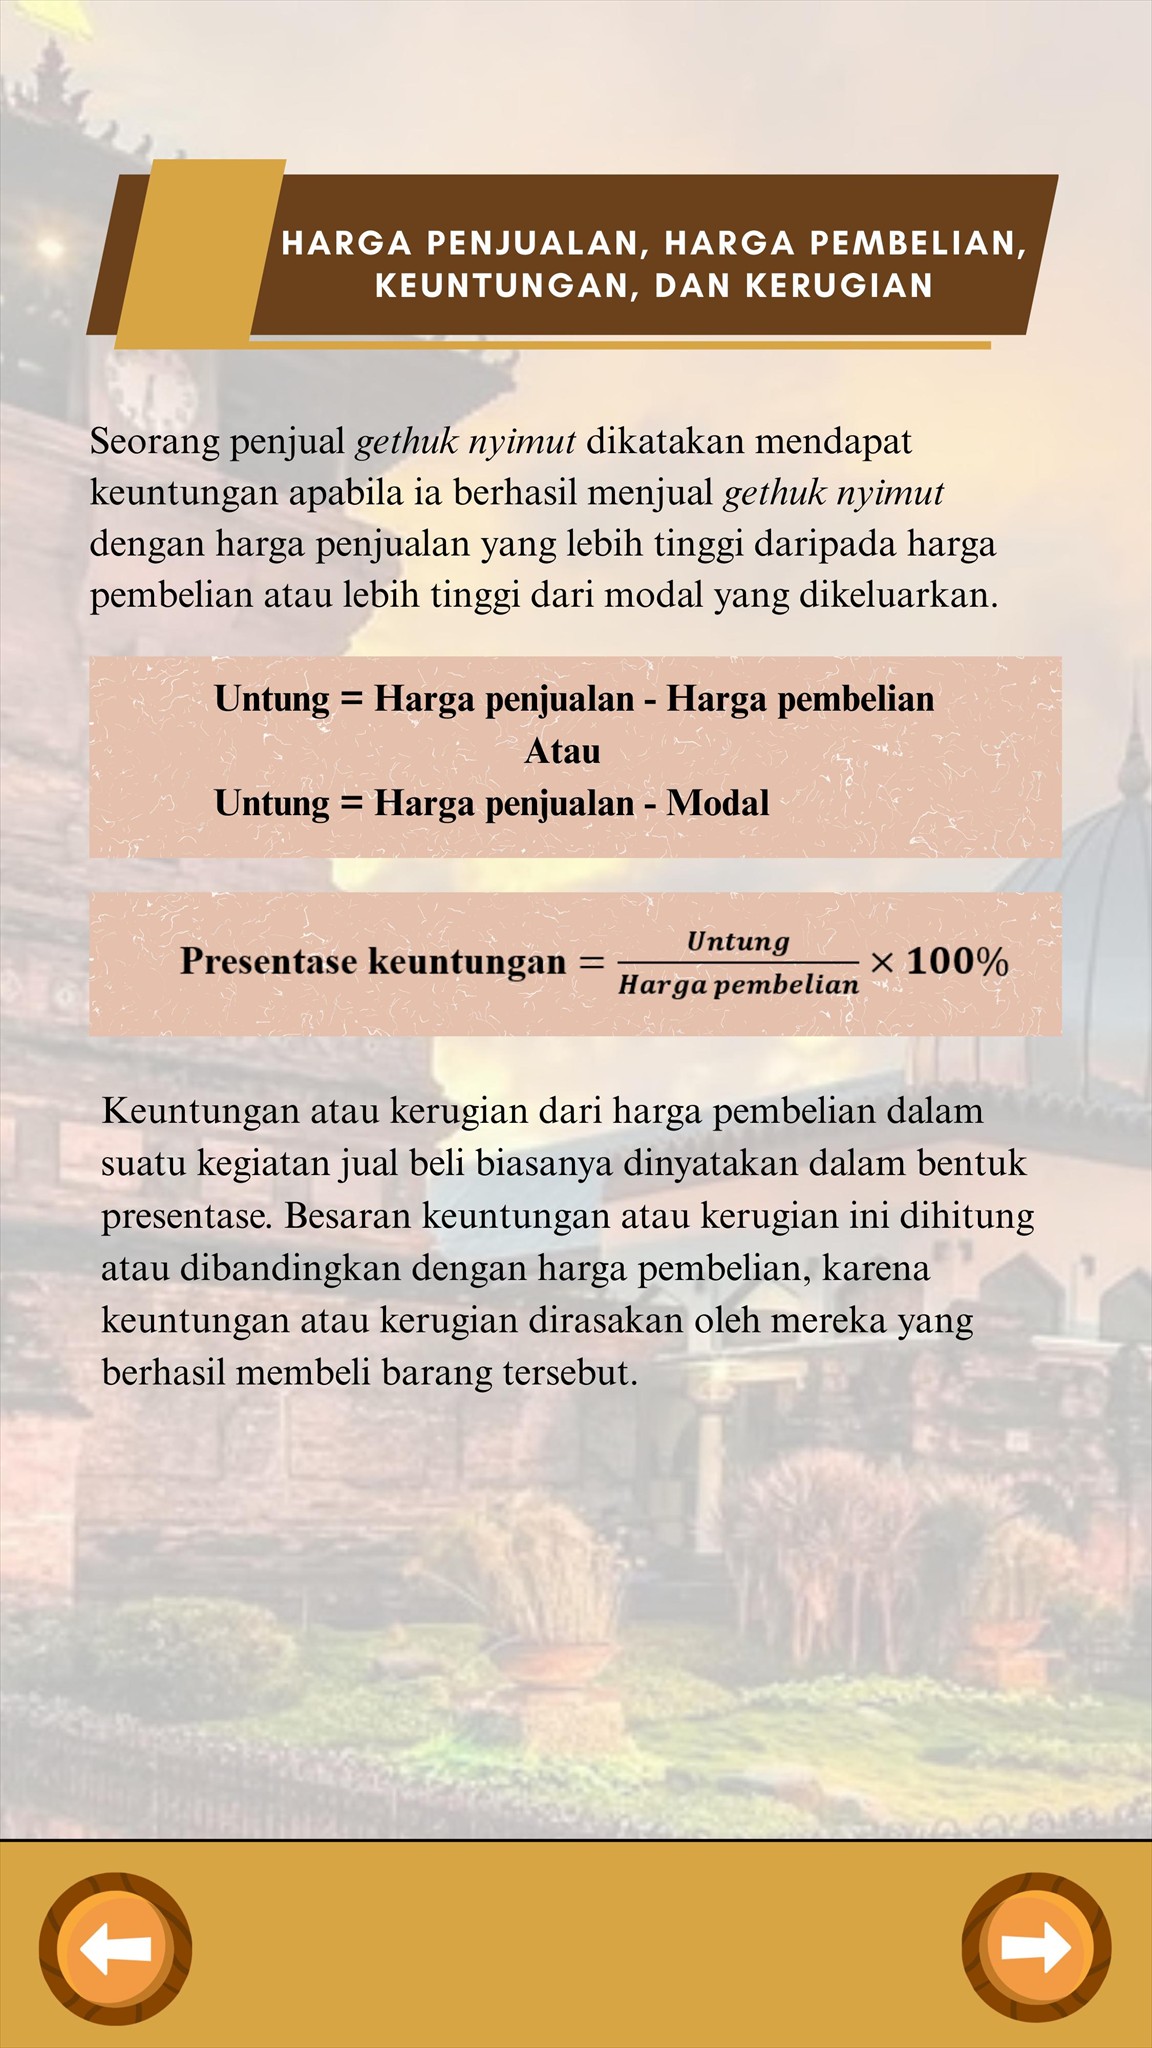 HARGA PENJUALAN, HARGA PEMBELIAN,
KEUNTUNGAN, DAN KERUGIAN
Seorang penjual gethuk nyimut dikatakan mendapat
keuntungan apabila ia berhasil menjual gethuk nyimut
dengan harga penjualan yang lebih tinggi daripada harga
pembelian atau lebih tinggi dari modal yang dikeluarkan.
Untung = Harga penjualan - Harga pembelian
Atau
Untung = Harga penjualan - Modal
Presentase keuntungan = Untung / Harga pembelian × 100%
Keuntungan atau kerugian dari harga pembelian dalam
suatu kegiatan jual beli biasanya dinyatakan dalam bentuk
presentase. Besaran keuntungan atau kerugian ini dihitung
atau dibandingkan dengan harga pembelian, karena
keuntungan atau kerugian dirasakan oleh mereka yang
berhasil membeli barang tersebut.